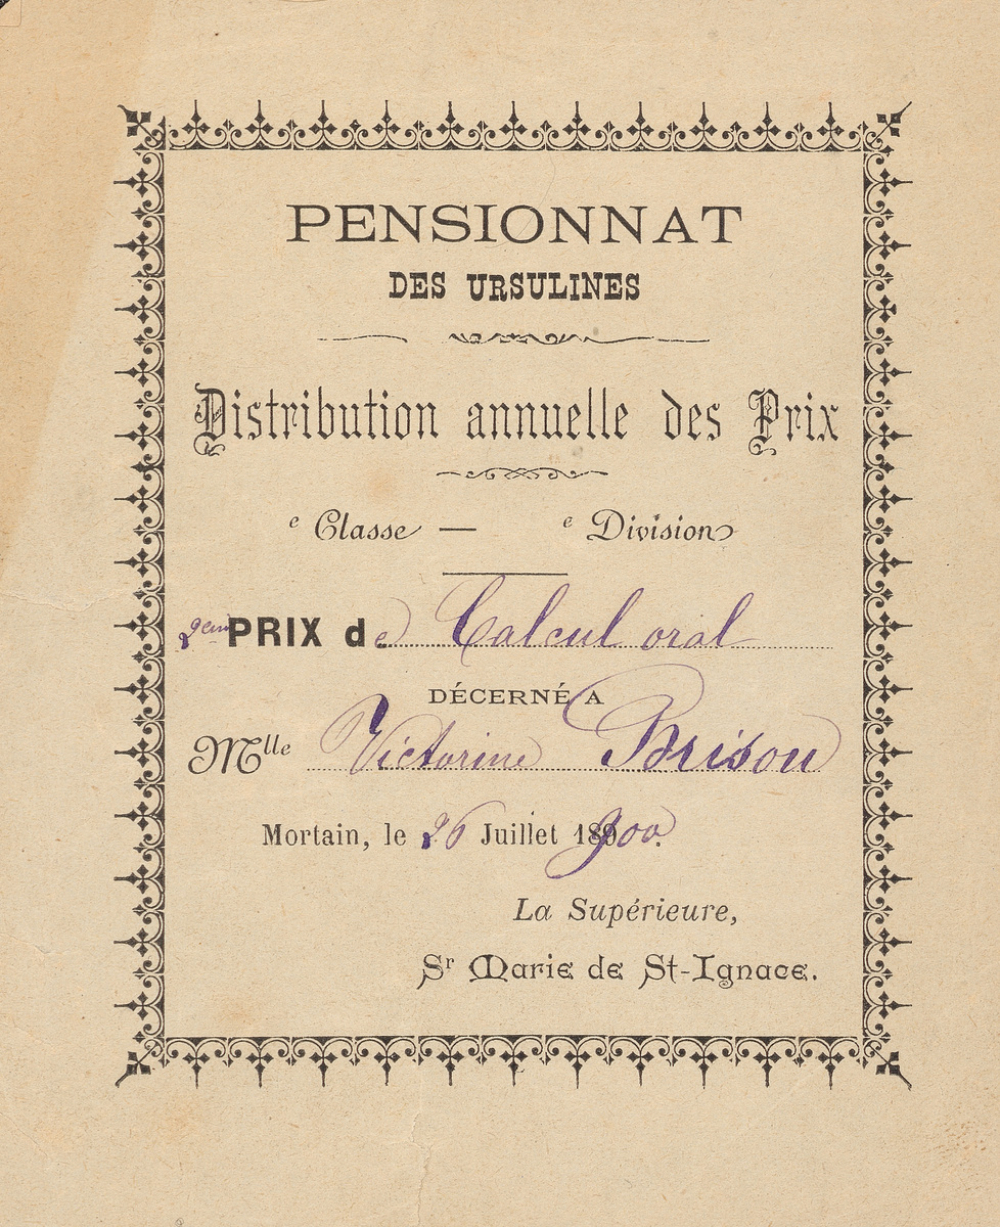 PENSIONNAT
DES URSULINES
Distribution annuelle des Prix
e Classe — e Division
2eme PRIX de Calcul oral
DÉCERNÉ A
Mlle Victorine Brisou
Mortain, le 26 Juillet 1900.
La Supérieure,
Sr Marie de St-Ignace.